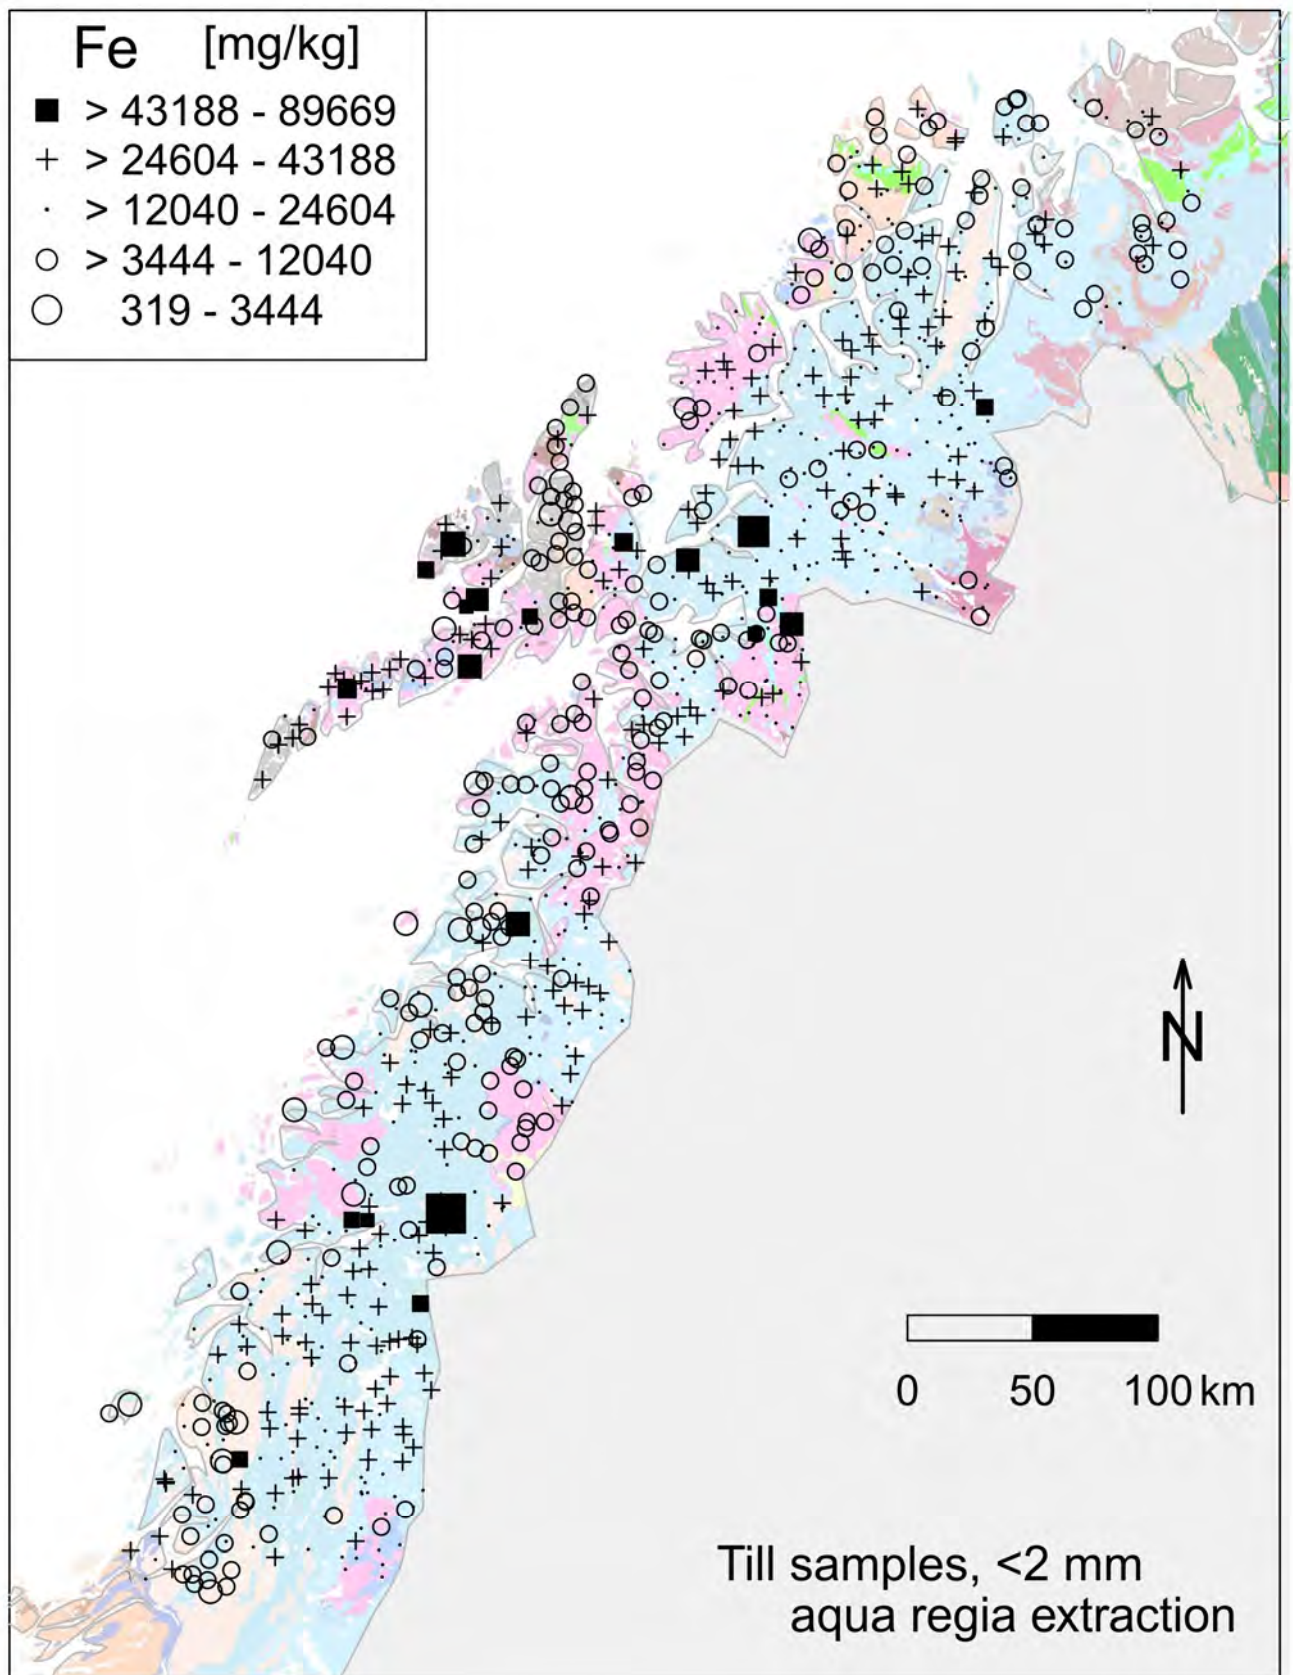 Fe [mg/kg]
> 43188 - 89669
> 24604 - 43188
> 12040 - 24604
> 3444 - 12040
319 - 3444
N
0 50 100 km
Till samples, <2 mm
aqua regia extraction